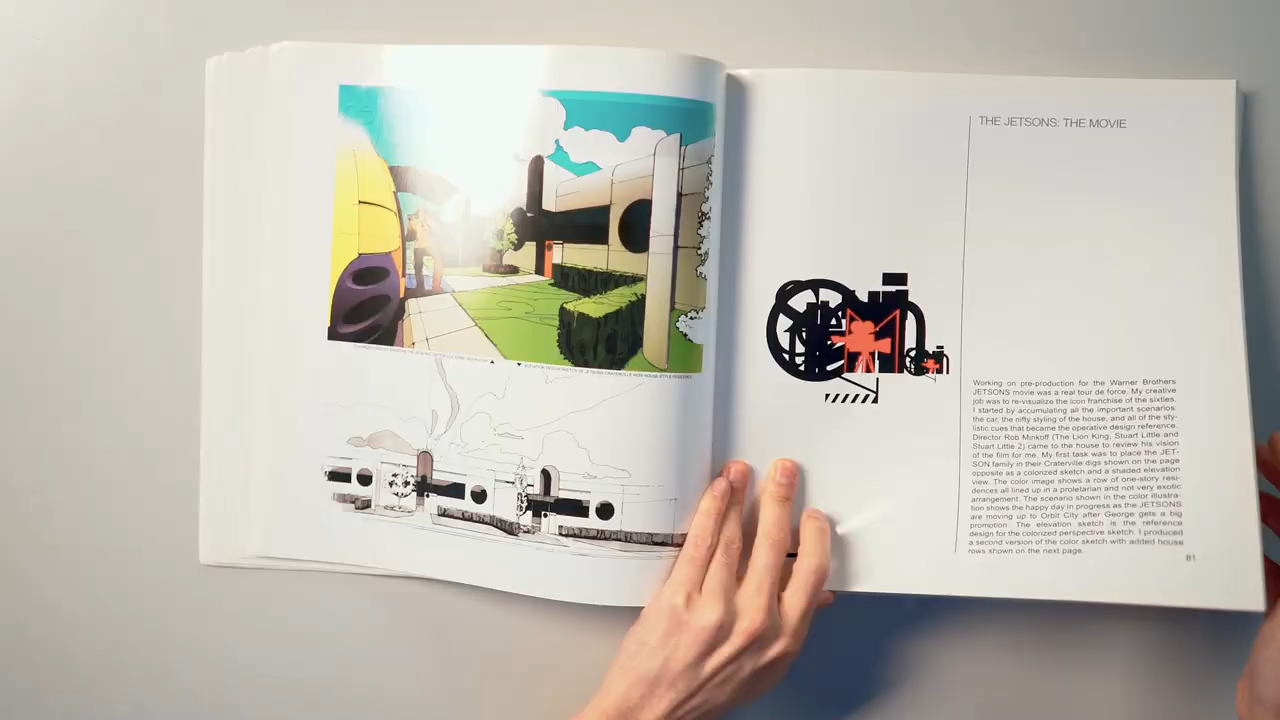 THE JETSONS: THE MOVIE
Working on pre-production for the Warner Brothers
JETSONS movie was a real tour de force. My creative
job was to re-visualize the icon franchise of the sixties.
I started by accumulating all the important scenarios:
the car, the nifty styling of the house, and all of the sty-
listic cues that became the operative design reference.
Director Rob Minkoff (The Lion King, Stuart Little and
Stuart Little 2) came to the house to review his vision
of the film for me. My first task was to place the JET-
SON family in their Craterville digs shown on the page
opposite as a colorized sketch and a shaded elevation
view. The color image shows a row of one-story resi-
dences all lined up in a proletarian and not very exotic
arrangement. The scenario shown in the color illustra-
tion shows the happy day in progress as the JETSONS
are moving up to Orbit City after George gets a big
promotion. The elevation sketch is the reference
design for the colorized perspective sketch. I produced
a second version of the color sketch with added house
rows shown on the next page.
81